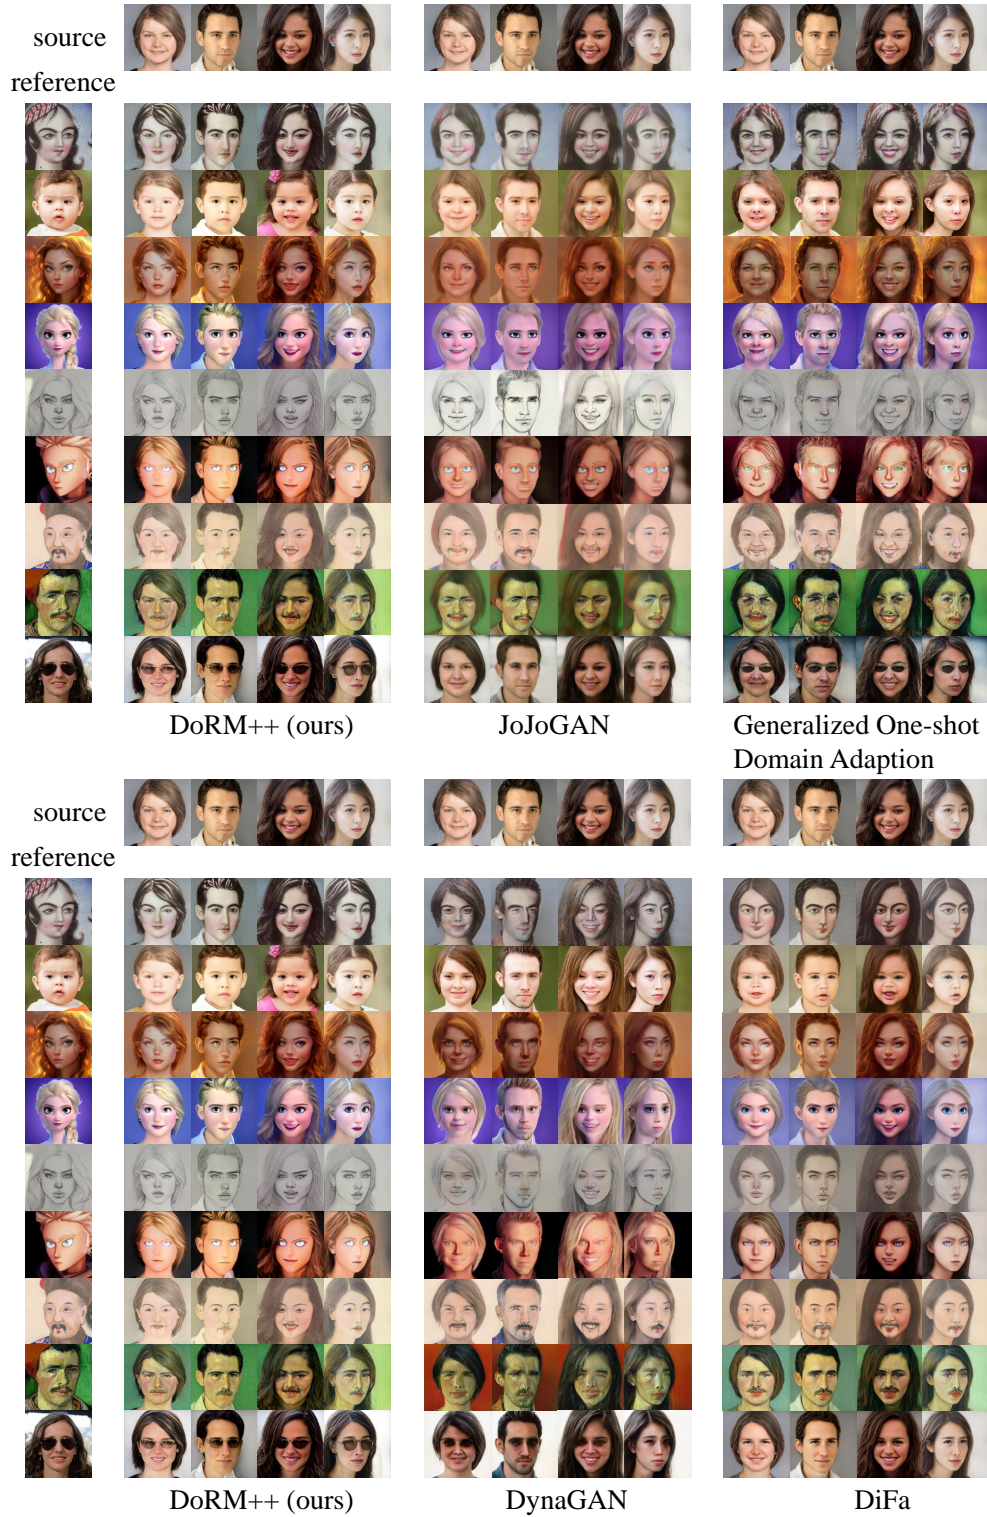 source
reference
DoRM++ (ours)
JoJoGAN
Generalized One-shot
Domain Adaption
source
reference
DoRM++ (ours)
DynaGAN
DiFa